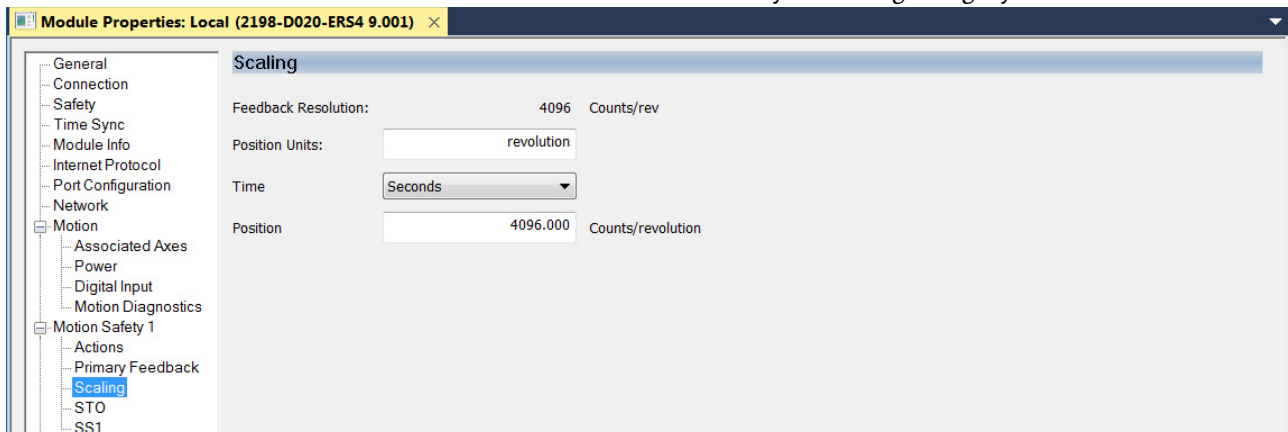 Module Properties: Local (2198-D020-ERS4 9.001)
General
Connection
Safety
Time Sync
Module Info
Internet Protocol
Port Configuration
Network
Motion
Associated Axes
Power
Digital Input
Motion Diagnostics
Motion Safety 1
Actions
Primary Feedback
Scaling
STO
SS1
Scaling
Feedback Resolution: 4096 Counts/rev
Position Units: revolution
Time Seconds
Position 4096.000 Counts/revolution